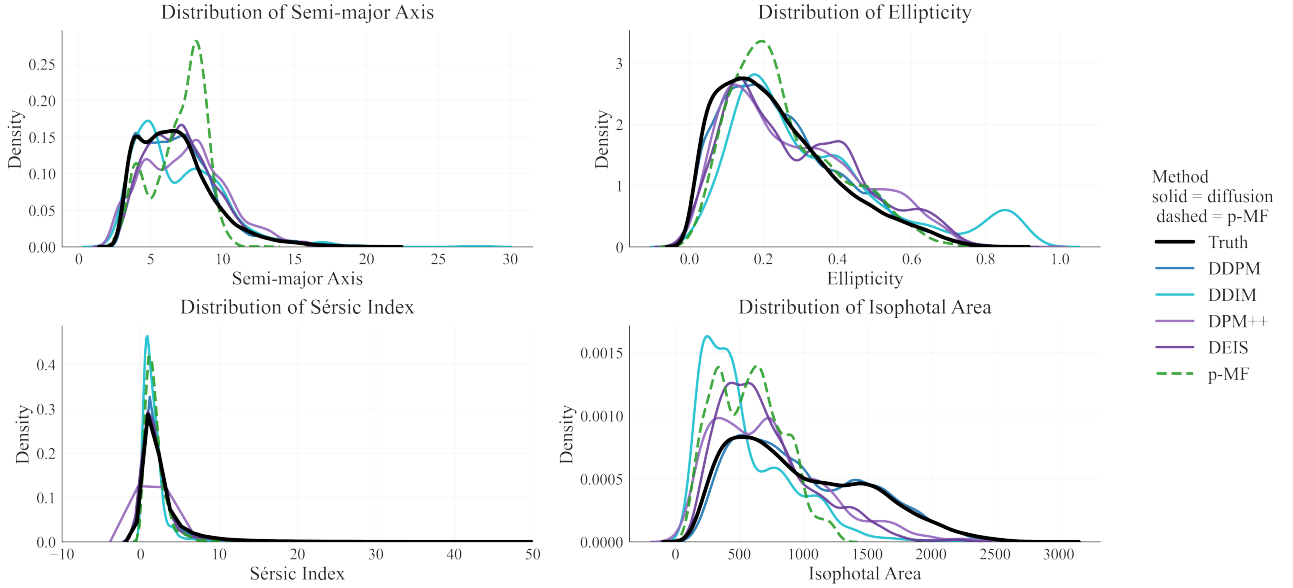 Distribution of Semi-major Axis
Density
0.25
0.20
0.15
0.10
0.05
0.00
0 5 10 15 20 25 30
Semi-major Axis
Distribution of Ellipticity
Density
3
2
1
0
0.0 0.2 0.4 0.6 0.8 1.0
Ellipticity
Distribution of Sérsic Index
Density
0.4
0.3
0.2
0.1
0.0
−10 0 10 20 30 40 50
Sérsic Index
Distribution of Isophotal Area
Density
0.0015
0.0010
0.0005
0.0000
0 500 1000 1500 2000 2500 3000
Isophotal Area
Method
solid = diffusion
dashed = p-MF
Truth
DDPM
DDIM
DPM++
DEIS
p-MF